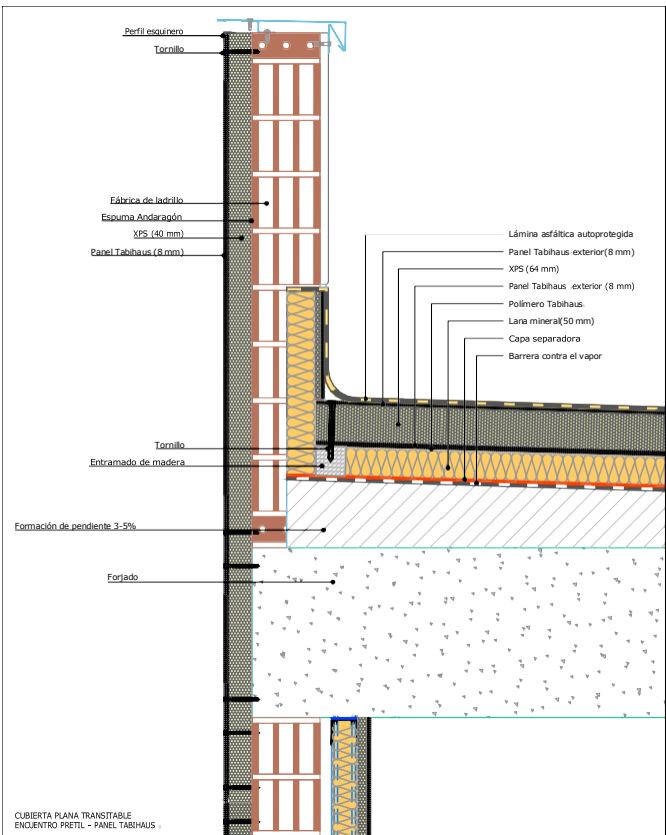 Perfil esquinero
Tornillo
Fábrica de ladrillo
Espuma Andaragón
XPS (40 mm)
Panel Tabihaus (8 mm)
Lámina asfáltica autoprotegida
Panel Tabihaus exterior (8 mm)
XPS (64 mm)
Panel Tabihaus exterior (8 mm)
Polímero Tabihaus
Lana mineral(50 mm)
Capa separadora
Barrera contra el vapor
Tornillo
Entramado de madera
Formación de pendiente 3-5%
Forjado
CUBIERTA PLANA TRANSITABLE
ENCUENTRO PRETIL - PANEL TABIHAUS